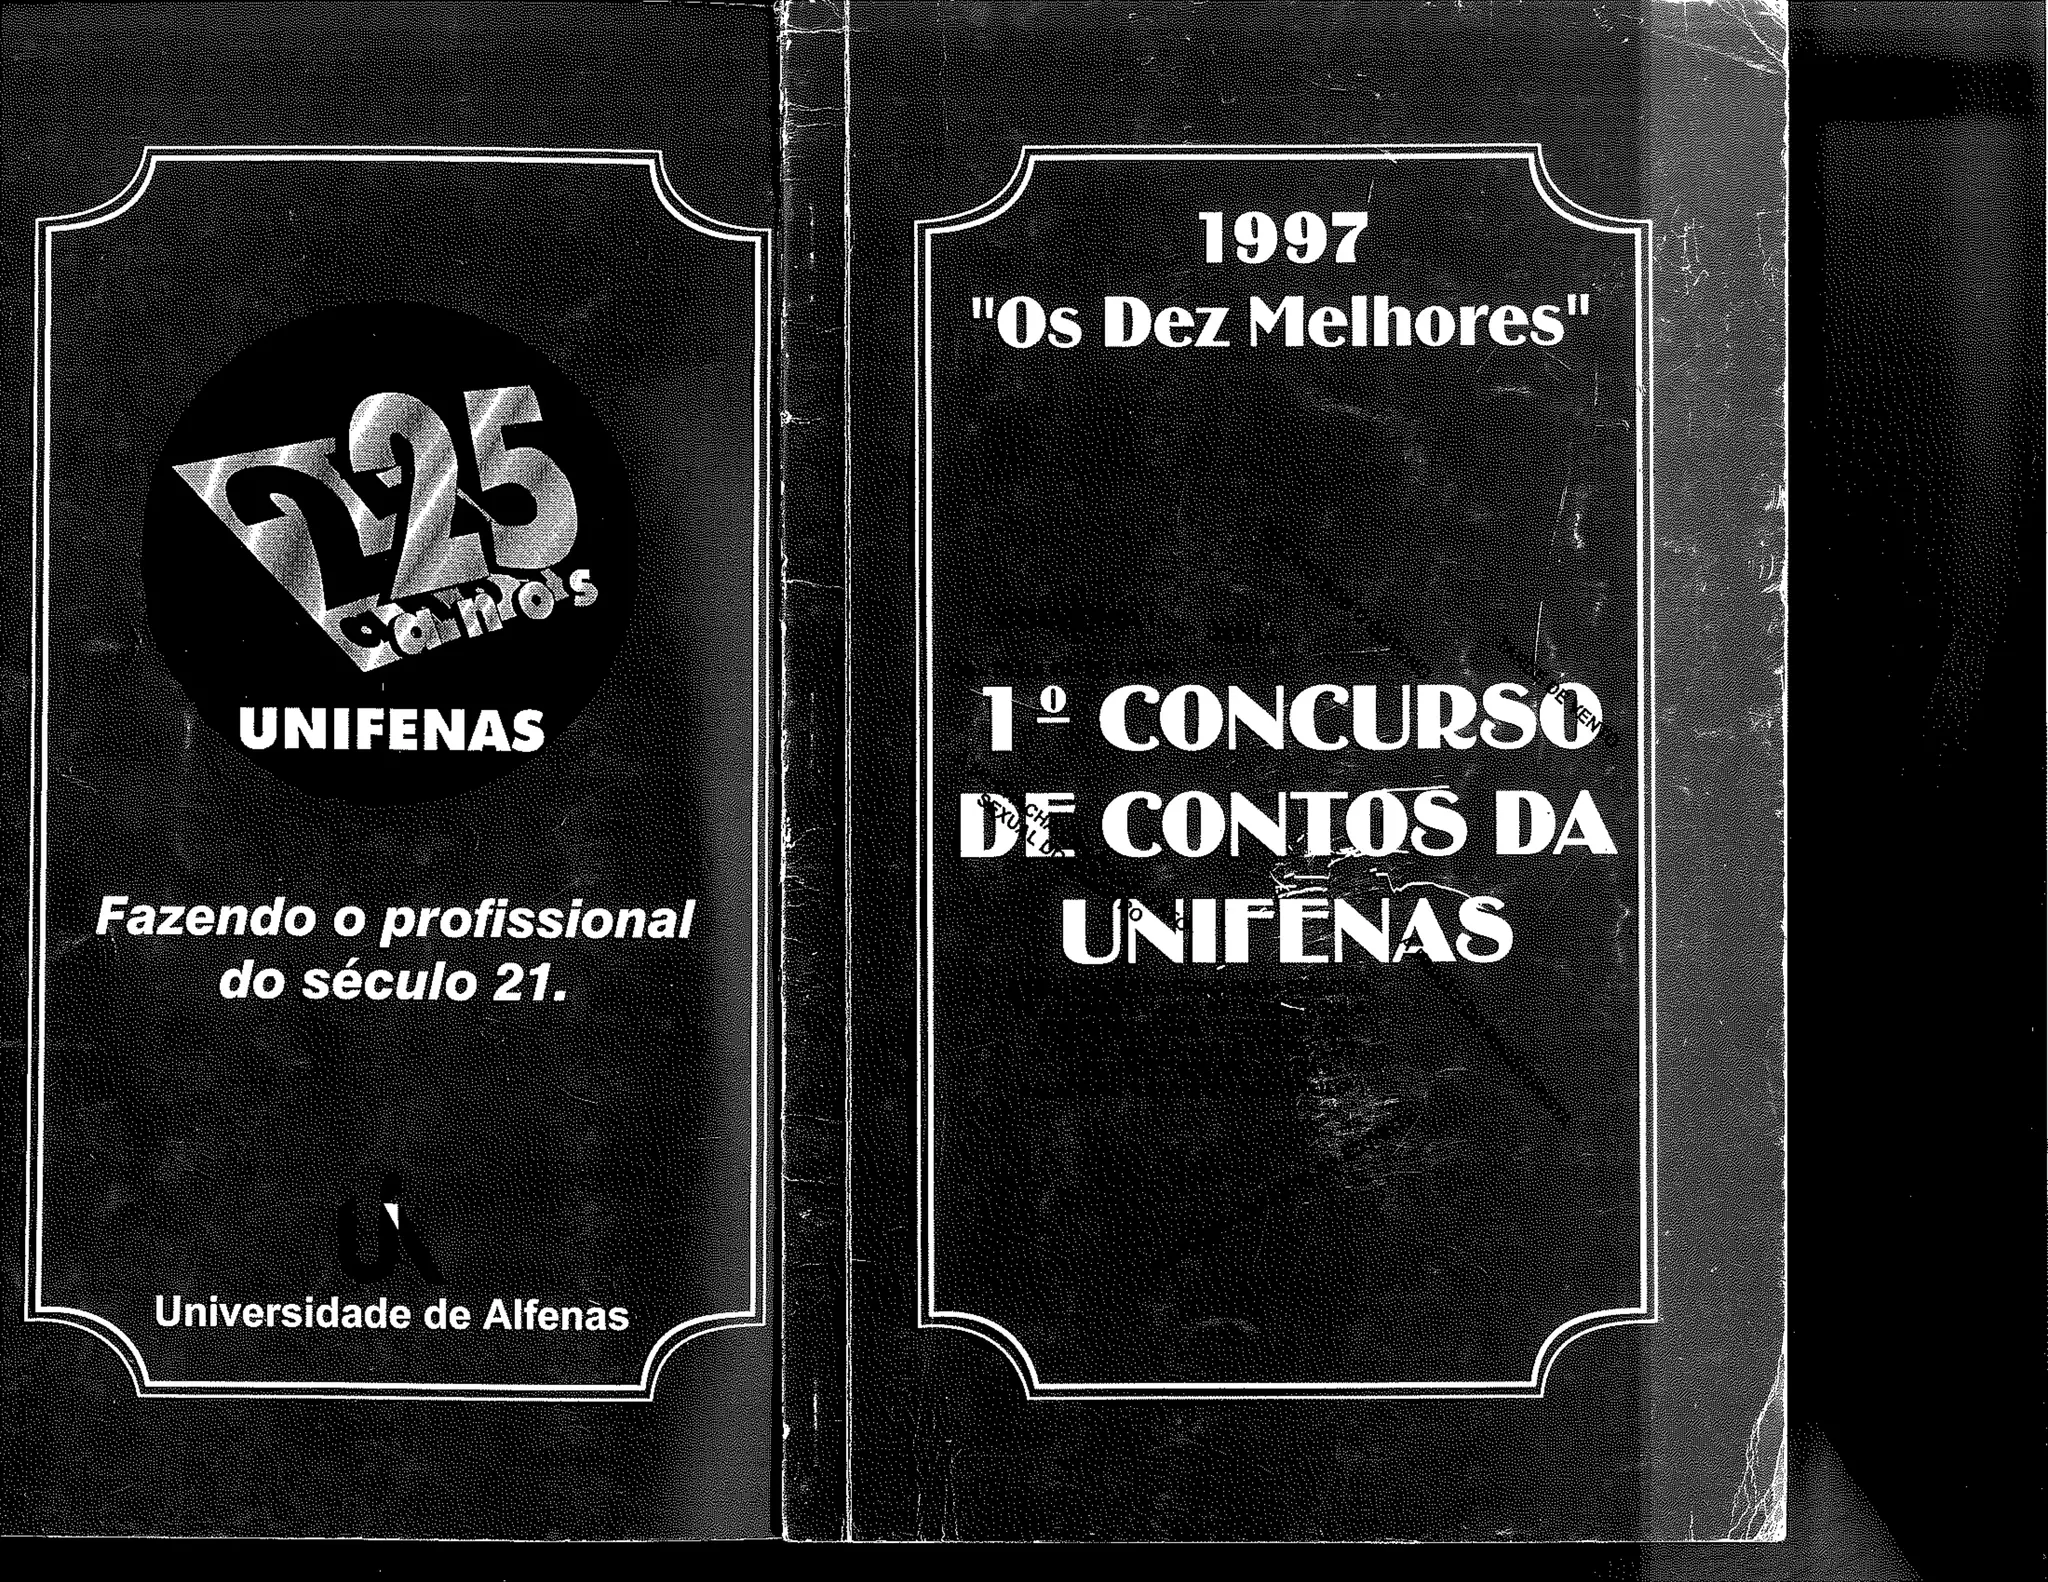 25
anos
UNIFENAS
Fazendo o profissional
do século 21.
Universidade de Alfenas
1997
"Os Dez Melhores"
1º CONCURSO
DE CONTOS DA
UNIFENAS